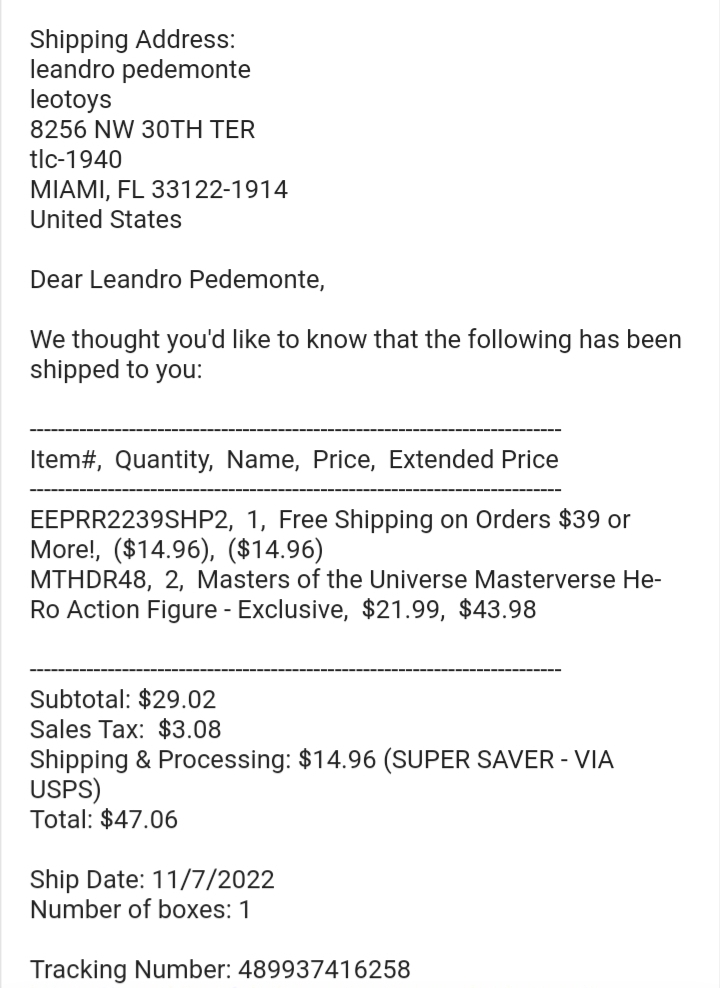 Shipping Address:
leandro pedemonte
leotoys
8256 NW 30TH TER
tlc-1940
MIAMI, FL 33122-1914
United States
Dear Leandro Pedemonte,
We thought you'd like to know that the following has been
shipped to you:
---------------------------------------------------------------------------
Item#,  Quantity,  Name,  Price,  Extended Price
---------------------------------------------------------------------------
EEPRR2239SHP2,  1,  Free Shipping on Orders $39 or
More!,  ($14.96),  ($14.96)
MTHDR48,  2,  Masters of the Universe Masterverse He-
Ro Action Figure - Exclusive,  $21.99,  $43.98
---------------------------------------------------------------------------
Subtotal: $29.02
Sales Tax:  $3.08
Shipping & Processing: $14.96 (SUPER SAVER - VIA
USPS)
Total: $47.06
Ship Date: 11/7/2022
Number of boxes: 1
Tracking Number: 489937416258